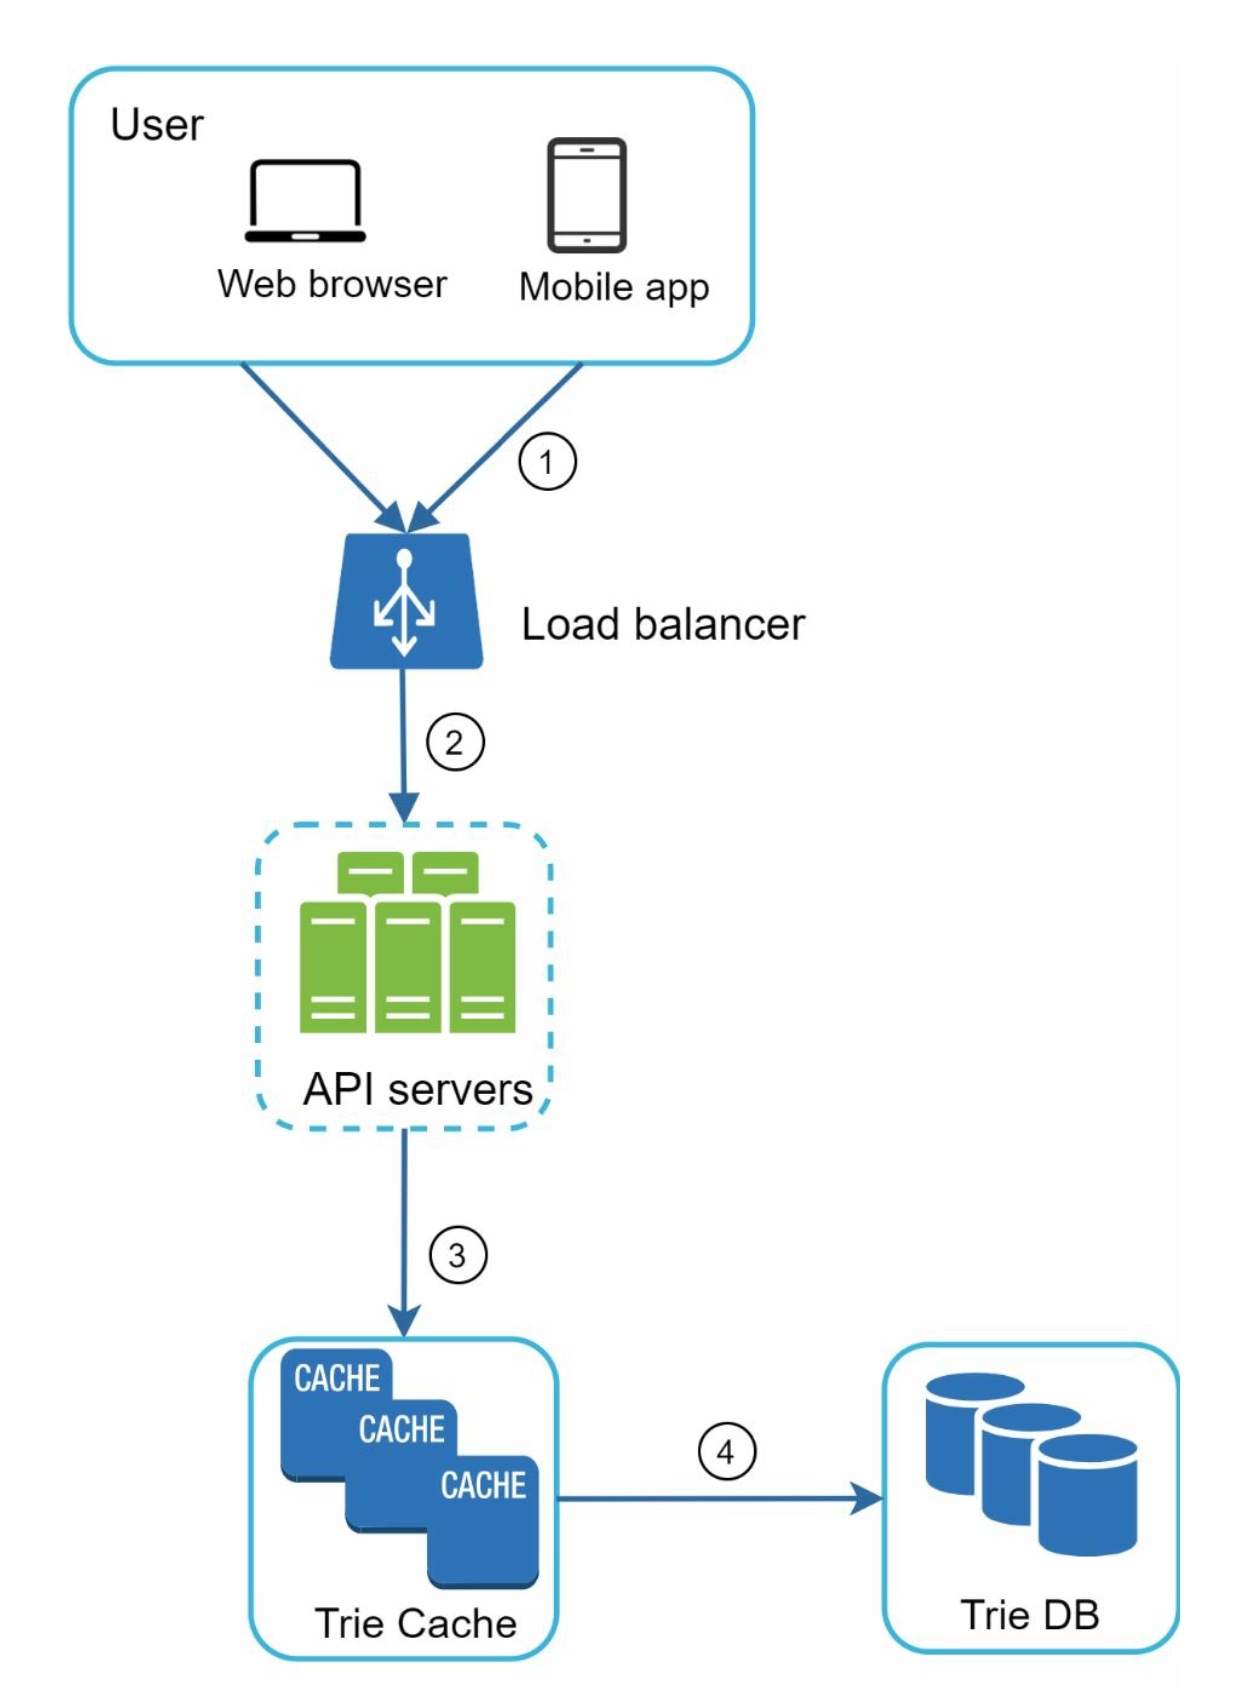 User
Web browser
Mobile app
1
Load balancer
2
API servers
3
CACHE
CACHE
CACHE
Trie Cache
4
Trie DB